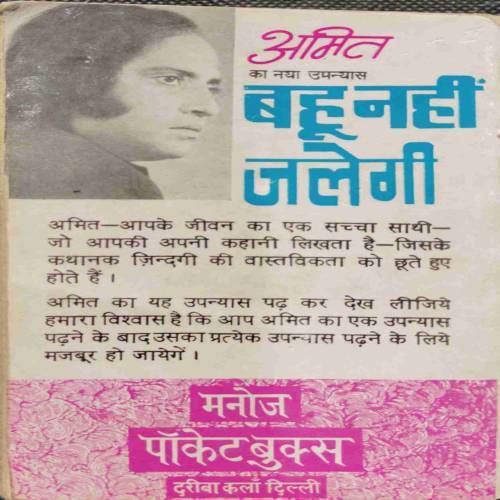 अमित
का नया उपन्यास
बहू नहीं
जलेगी
अमित—आपके जीवन का एक सच्चा साथी—
जो आपकी अपनी कहानी लिखता है—जिसके
कथानक ज़िन्दगी की वास्तविकता को छूते हुए
होते हैं ।
अमित का यह उपन्यास पढ़ कर देख लीजिये
हमारा विश्वास है कि आप अमित का एक उपन्यास
पढ़ने के बाद उसका प्रत्येक उपन्यास पढ़ने के लिये
मजबूर हो जायेगें ।
मनोज
पॉकेट बुक्स
दरीबा कलाँ दिल्ली